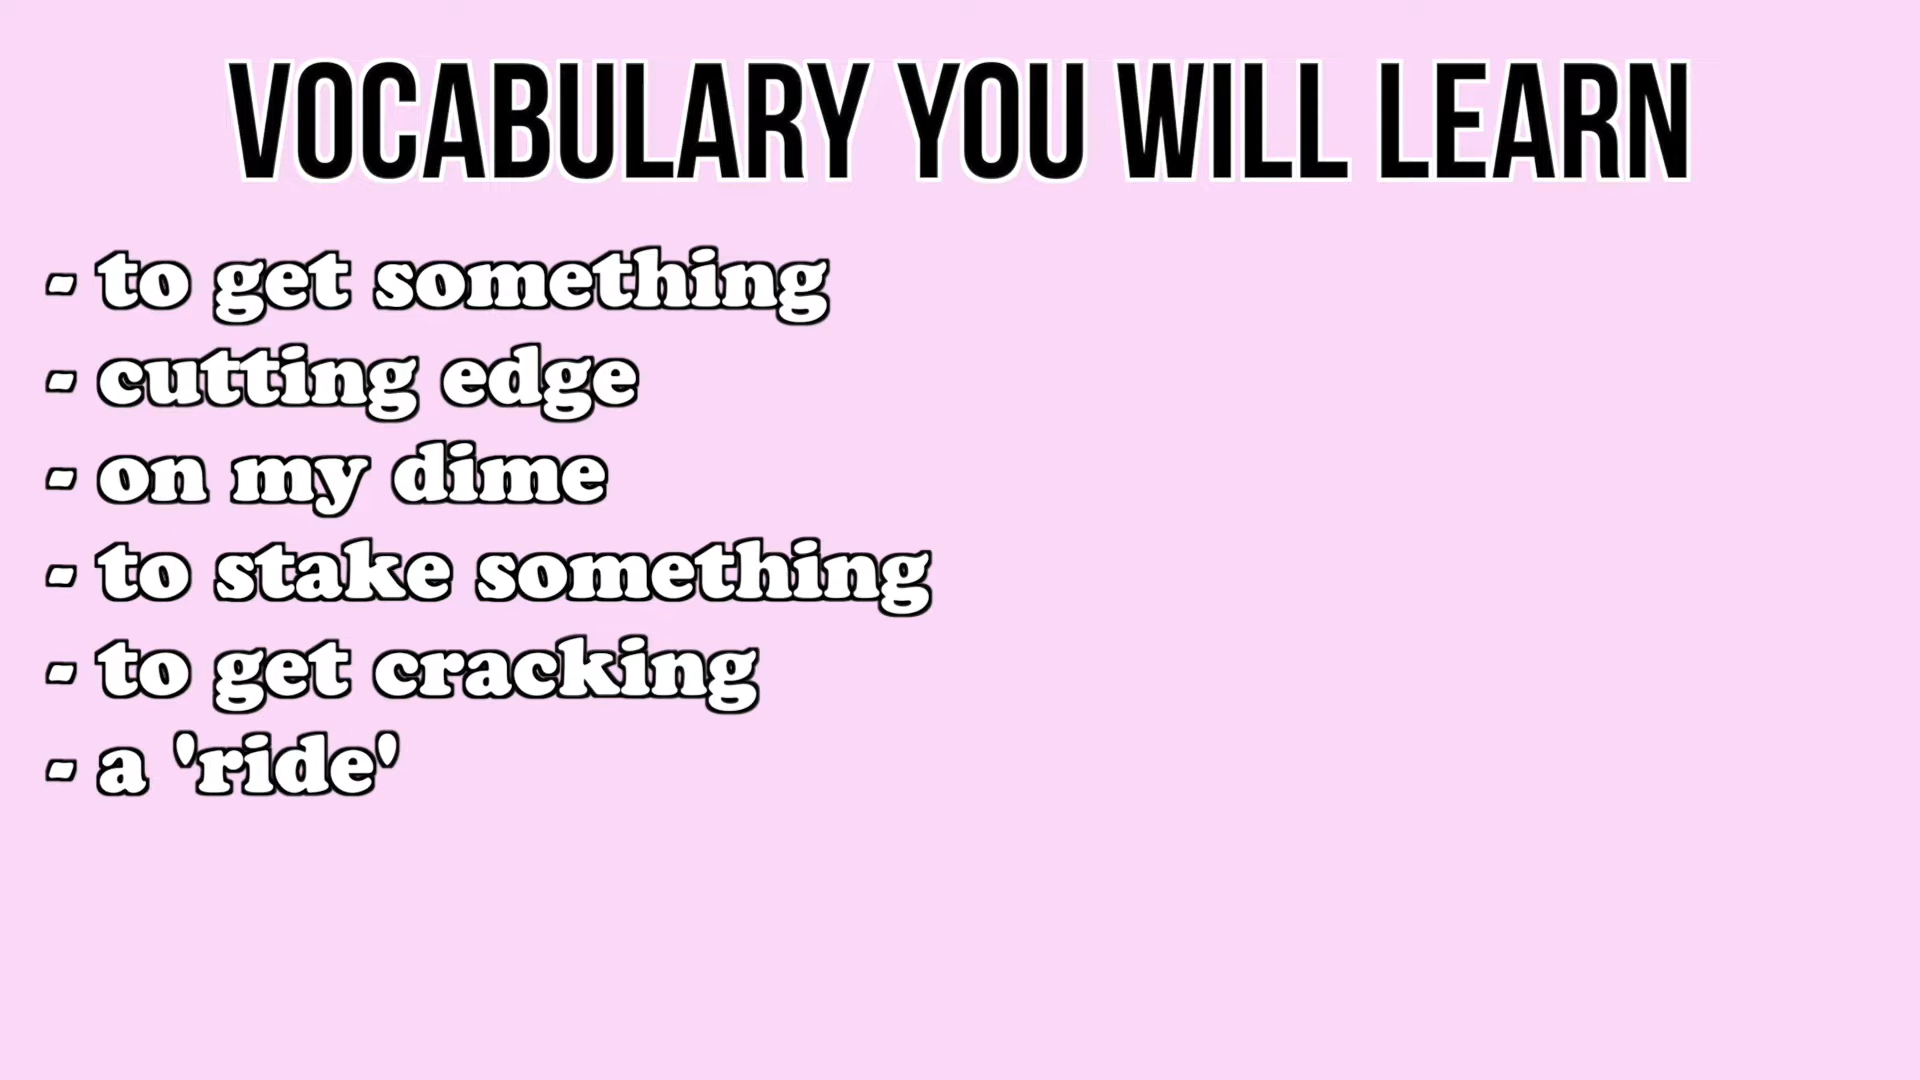 VOCABULARY YOU WILL LEARN
- to get something
- cutting edge
- on my dime
- to stake something
- to get cracking
- a 'ride'